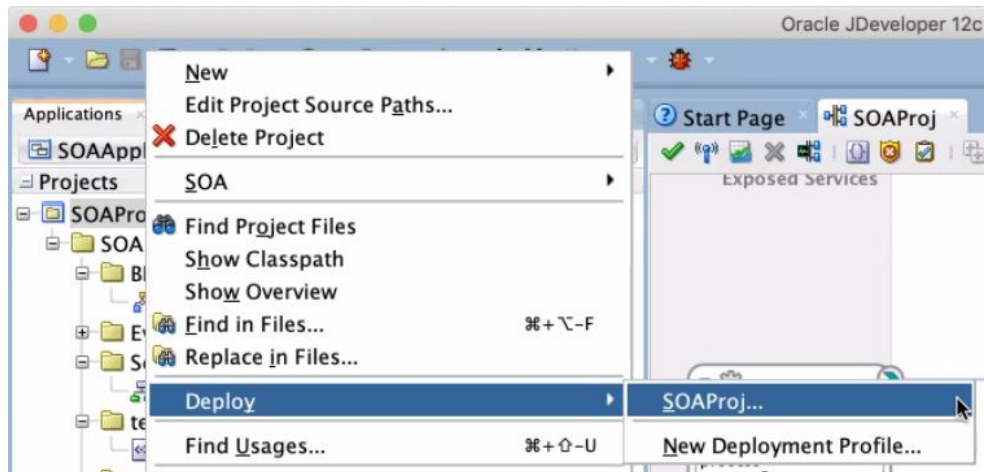 Oracle JDeveloper 12c
Applications
SOAAppl
Projects
SOAPro
SOA
New
Edit Project Source Paths...
Delete Project
SOA
Find Project Files
Show Classpath
Show Overview
Find in Files... ⌘+⌥-F
Replace in Files...
Deploy
Find Usages... ⌘+⇧-U
SOAProj...
New Deployment Profile...
Start Page
SOAProj
Exposed Services